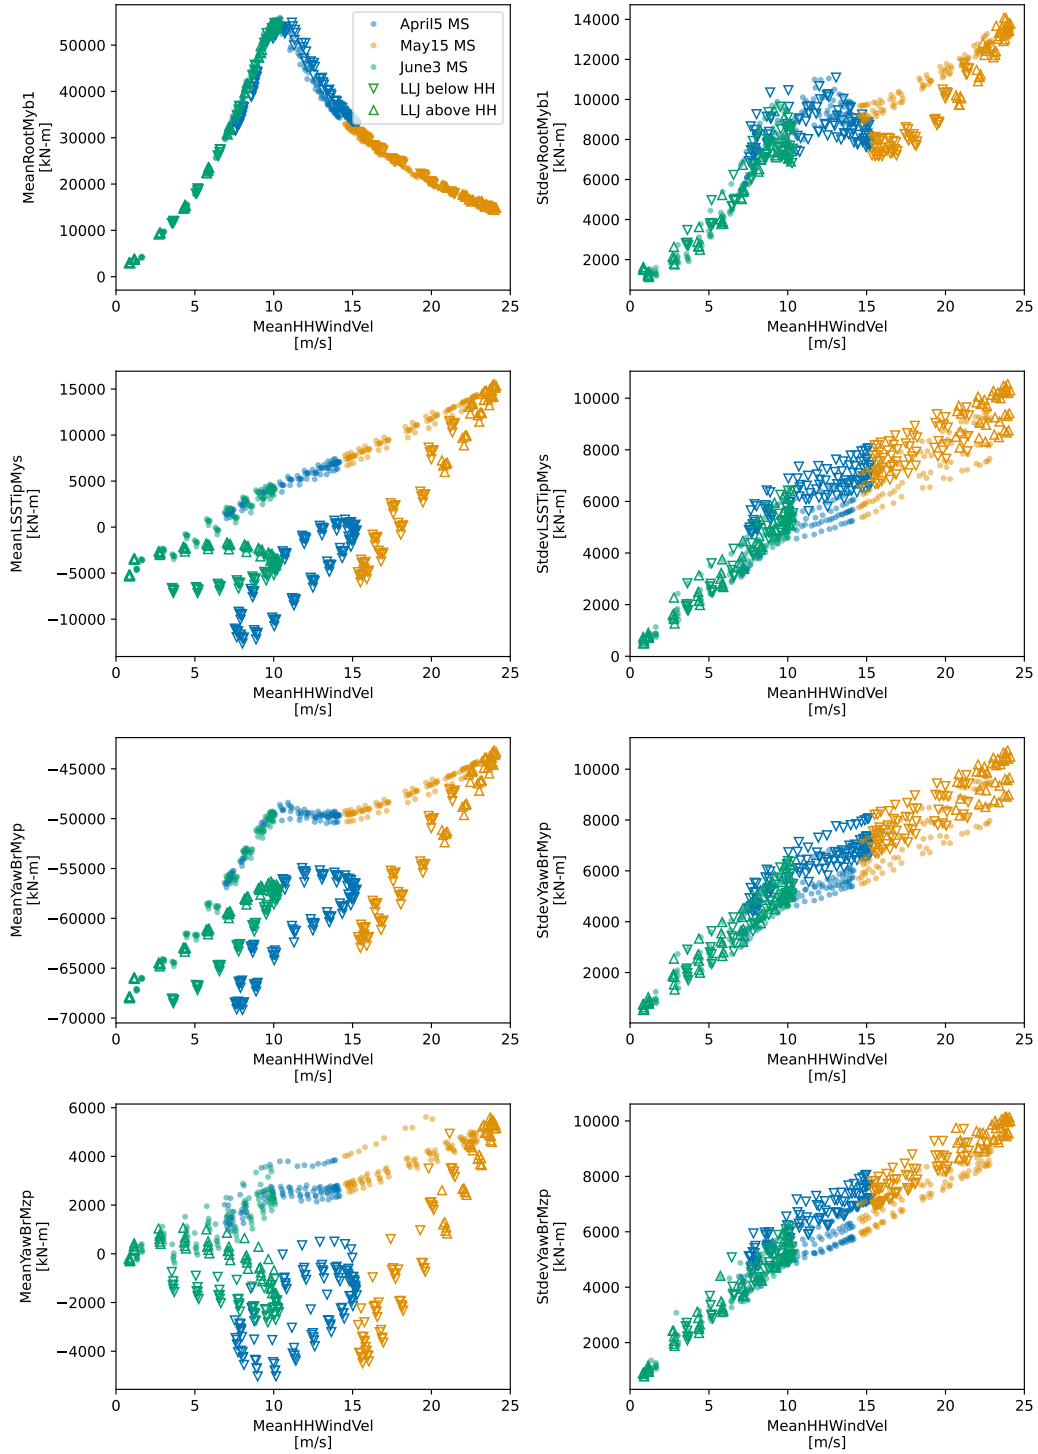 MeanRootMyb1
[kN-m]
50000
40000
30000
20000
10000
0
0 5 10 15 20 25
MeanHHWindVel
[m/s]
April5 MS
May15 MS
June3 MS
LLJ below HH
LLJ above HH
StdevRootMyb1
[kN-m]
14000
12000
10000
8000
6000
4000
2000
0 5 10 15 20 25
MeanHHWindVel
[m/s]
MeanLSSTipMys
[kN-m]
15000
10000
5000
0
−5000
−10000
0 5 10 15 20 25
MeanHHWindVel
[m/s]
StdevLSSTipMys
[kN-m]
10000
8000
6000
4000
2000
0
0 5 10 15 20 25
MeanHHWindVel
[m/s]
MeanYawBrMyp
[kN-m]
−45000
−50000
−55000
−60000
−65000
−70000
0 5 10 15 20 25
MeanHHWindVel
[m/s]
StdevYawBrMyp
[kN-m]
10000
8000
6000
4000
2000
0 5 10 15 20 25
MeanHHWindVel
[m/s]
MeanYawBrMzp
[kN-m]
6000
4000
2000
0
−2000
−4000
0 5 10 15 20 25
MeanHHWindVel
[m/s]
StdevYawBrMzp
[kN-m]
10000
8000
6000
4000
2000
0 5 10 15 20 25
MeanHHWindVel
[m/s]